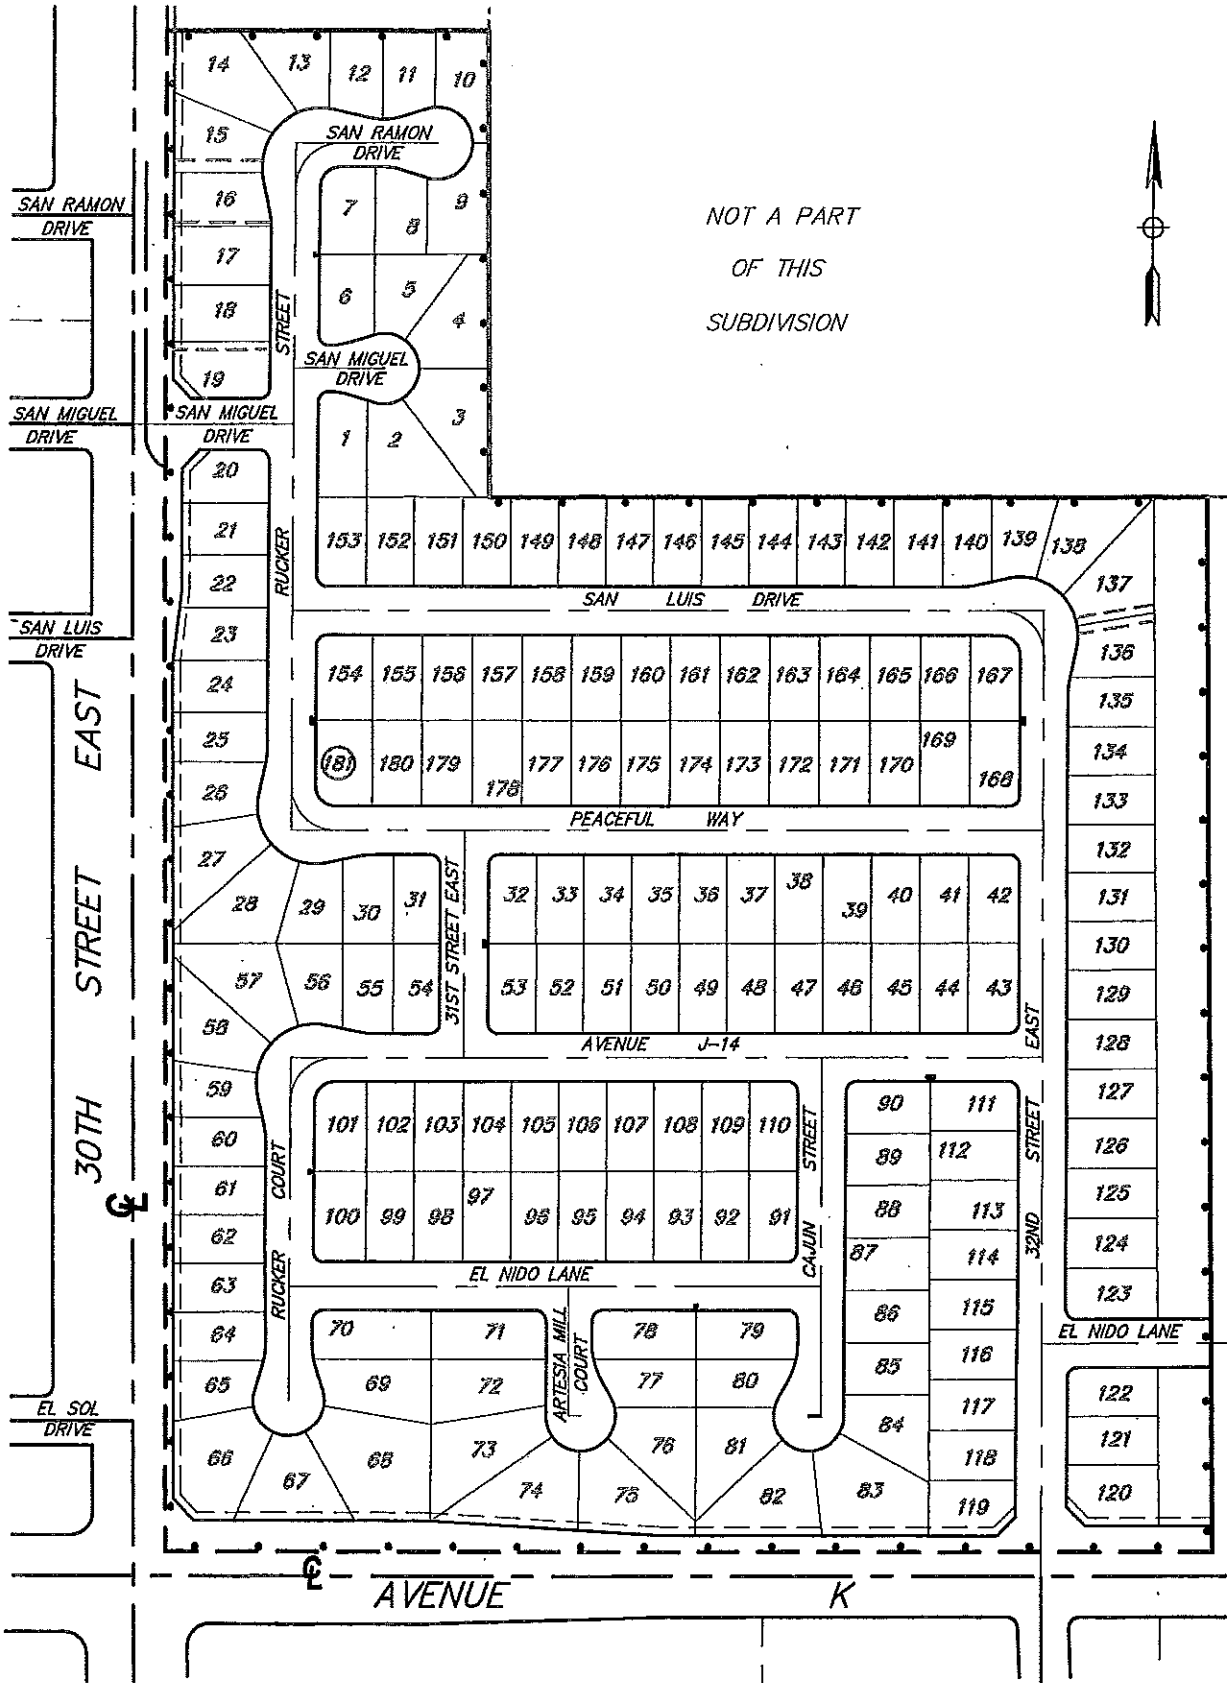 14 13 12 11 10
SAN RAMON
DRIVE
15
16 7 8 9
SAN RAMON
DRIVE
NOT A PART
OF THIS
SUBDIVISION
17
18 6 5 4
STREET
SAN MIGUEL
DRIVE
19
SAN MIGUEL
DRIVE
SAN MIGUEL
DRIVE
1 2 3
20
21
22
RUCKER
153 152 151 150 149 148 147 146 145 144 143 142 141 140 139 138
137
SAN LUIS DRIVE
SAN LUIS
DRIVE
23
24
25
26
136
135
134
133
132
131
130
129
128
127
126
125
124
123
154 155 156 157 158 159 160 161 162 163 164 165 166 167
181 180 179 178 177 176 175 174 173 172 171 170 169 168
PEACEFUL WAY
30TH STREET EAST
27
28 29 30 31
31ST STREET EAST
32 33 34 35 36 37 38 39 40 41 42
57 56 55 54
53 52 51 50 49 48 47 46 45 44 43
58
AVENUE J-14
32ND STREET EAST
59
60
61
62
63
64
65
66
RUCKER COURT
101 102 103 104 105 106 107 108 109 110
100 99 98 97 96 95 94 93 92 91
CAJUN STREET
90 111
89 112
88 113
87 114
86 115
85 116
84 117
118
83 119
EL NIDO LANE
EL NIDO LANE
70 71 78 79
ARTESIA MILL
COURT
69 72 77 80
68 73 76 81
67 74 75 82
122
121
120
EL SOL
DRIVE
CL
CL
AVENUE K